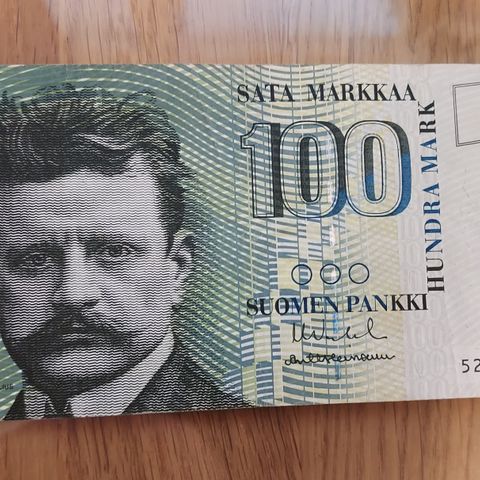 SATA MARKKAA
100
HUNDRA MARK
SUOMEN PANKKI
52